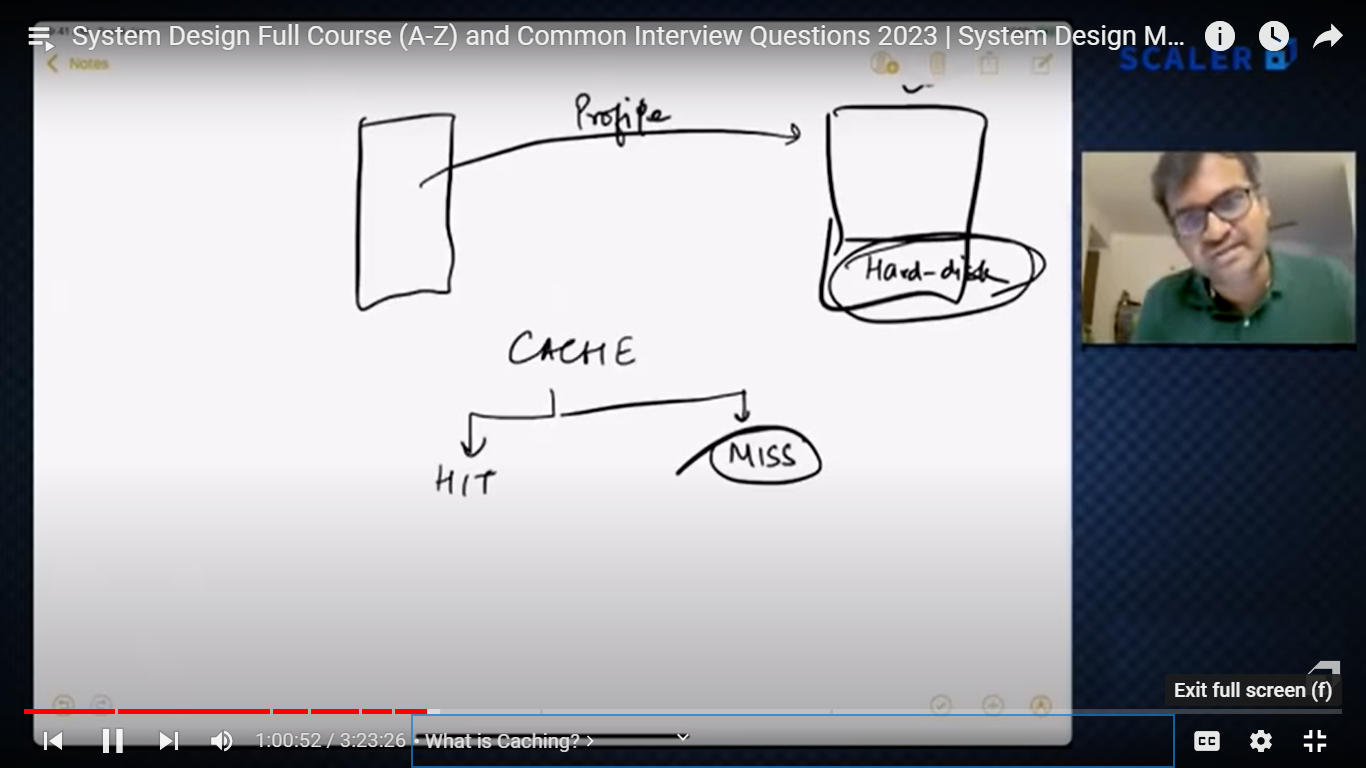 System Design Full Course (A-Z) and Common Interview Questions 2023 | System Design M...
Notes
SCALER
Profile
Hard-disk
CACHE
HIT
MISS
Exit full screen (f)
1:00:52 / 3:23:26 • What is Caching? >
CC